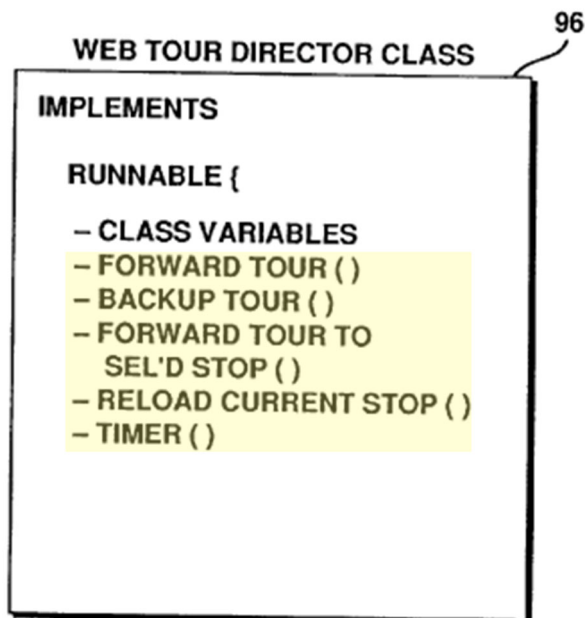 96
WEB TOUR DIRECTOR CLASS
IMPLEMENTS
RUNNABLE {
– CLASS VARIABLES
– FORWARD TOUR ( )
– BACKUP TOUR ( )
– FORWARD TOUR TO
SEL'D STOP ( )
– RELOAD CURRENT STOP ( )
– TIMER ( )